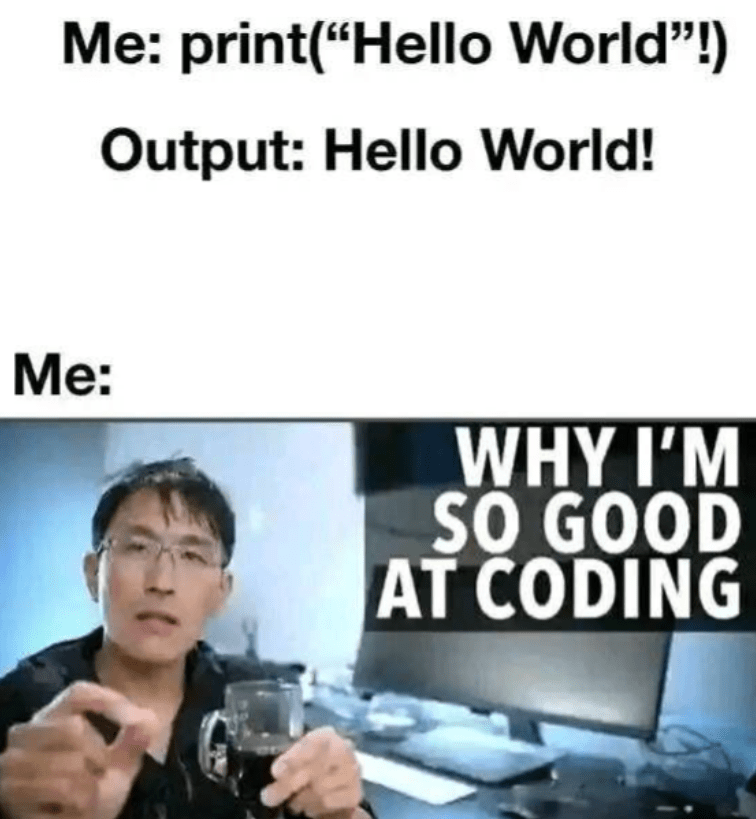 Me: print(“Hello World”!)
Output: Hello World!
Me:
WHY I’M
SO GOOD
AT CODING